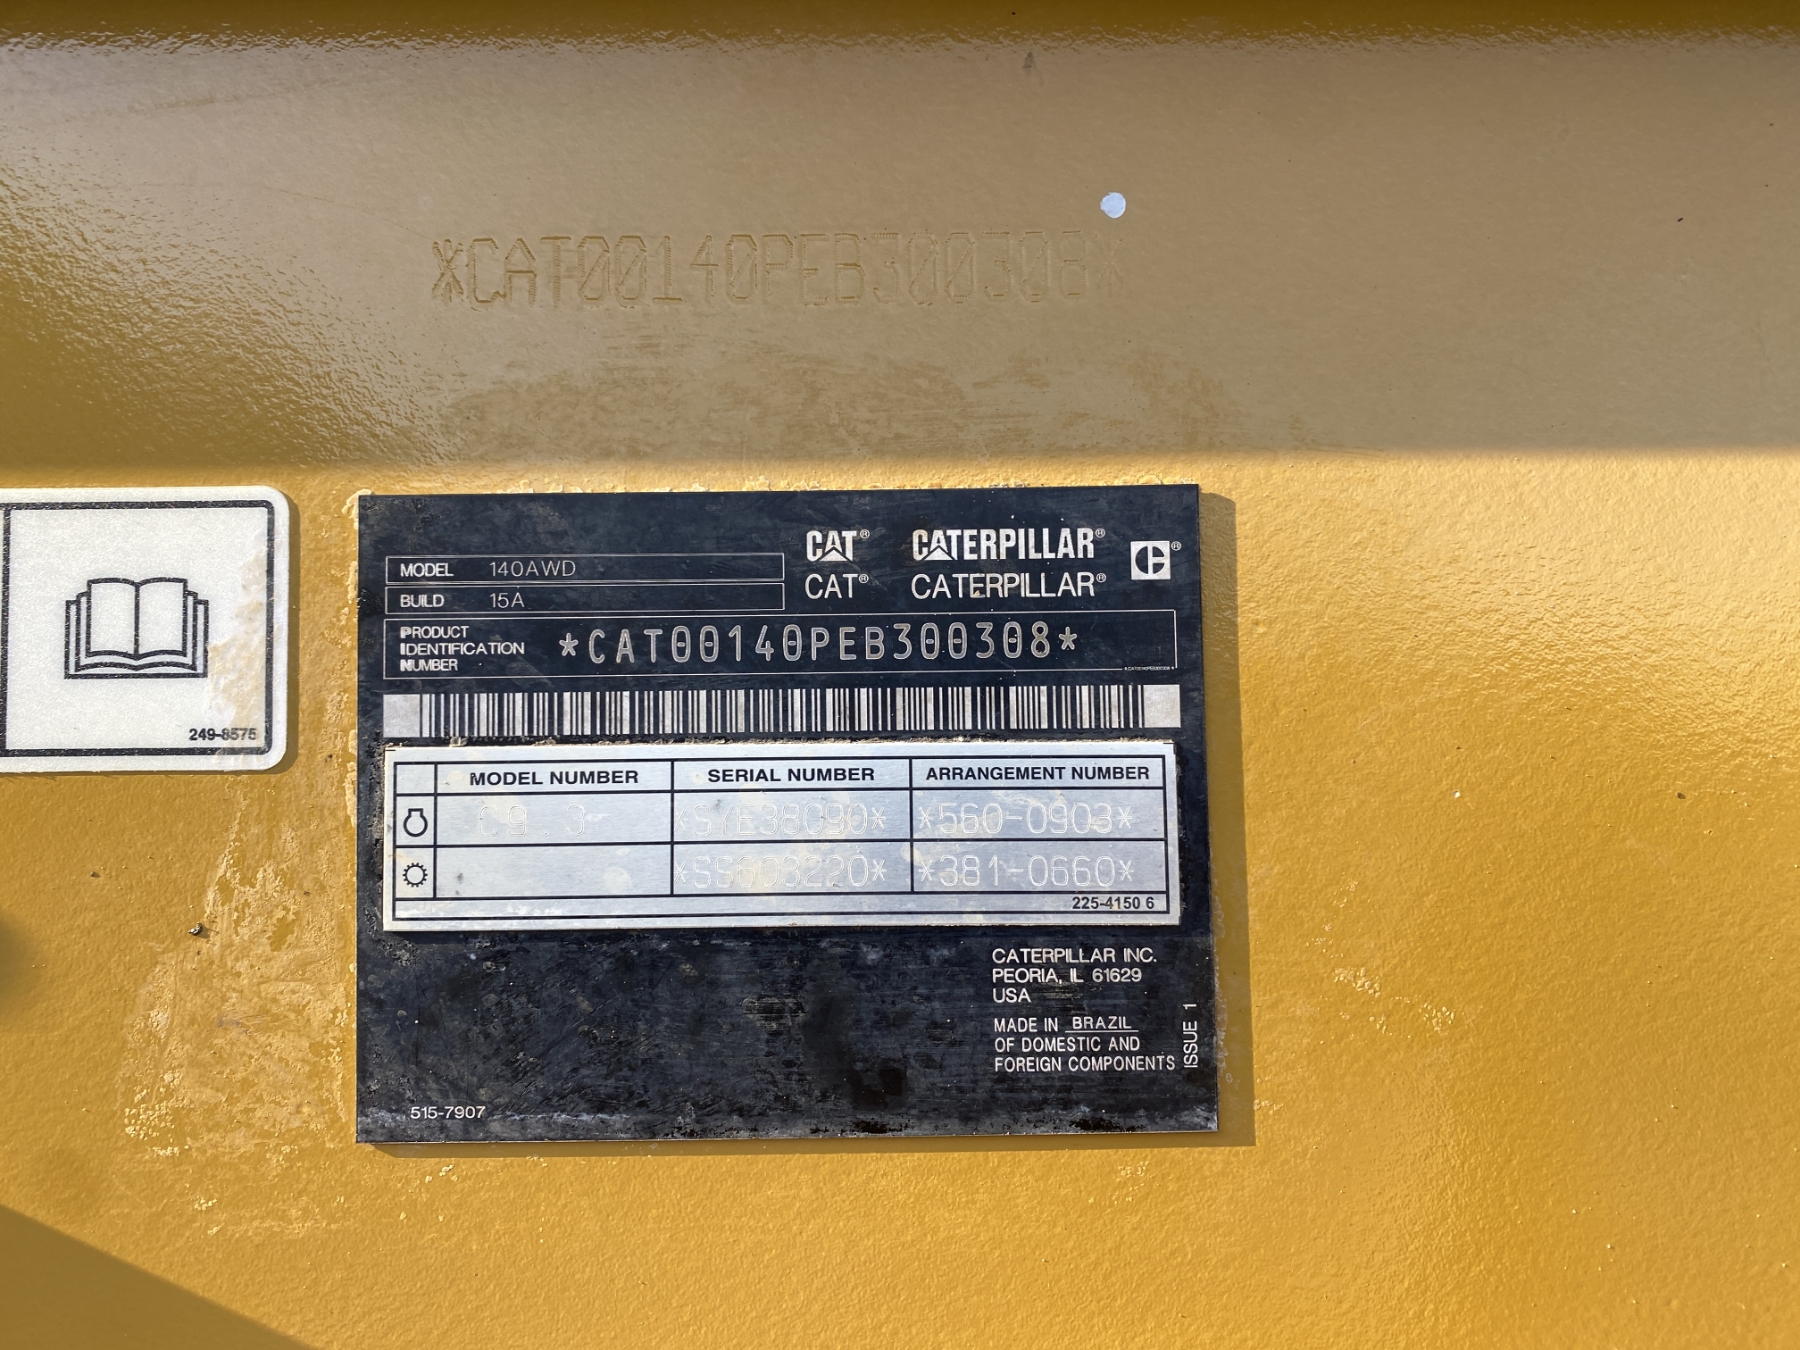 *CAT00140PEB300308*
CAT® CATERPILLAR®
CAT® CATERPILLAR®
MODEL 140AWD
BUILD 15A
PRODUCT
IDENTIFICATION
NUMBER
*CAT00140PEB300308*
MODEL NUMBER SERIAL NUMBER ARRANGEMENT NUMBER
C9.3 *SYE38090* *560-0903*
*SS603220* *381-0660*
225-4150 6
CATERPILLAR INC.
PEORIA, IL 61629
USA
MADE IN BRAZIL
OF DOMESTIC AND
FOREIGN COMPONENTS
ISSUE 1
515-7907
249-8575